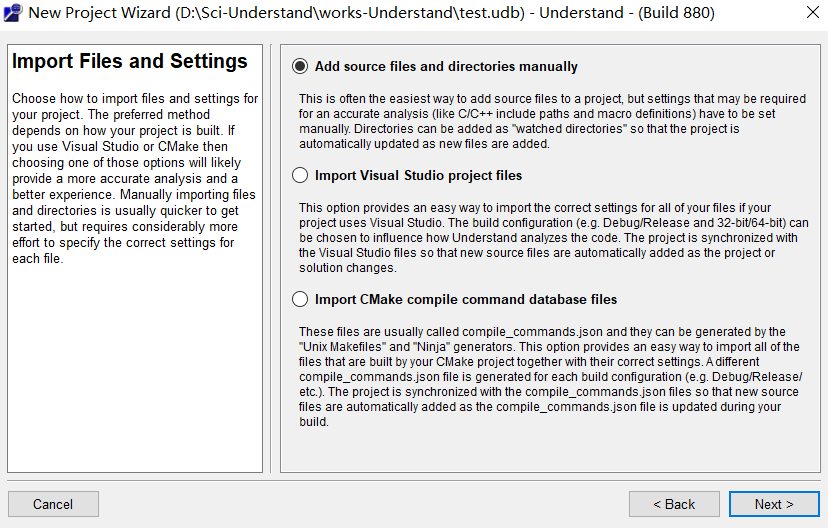 New Project Wizard (D:\Sci-Understand\works-Understand\test.udb) - Understand - (Build 880)
Import Files and Settings
Choose how to import files and settings for
your project. The preferred method
depends on how your project is built. If
you use Visual Studio or CMake then
choosing one of those options will likely
provide a more accurate analysis and a
better experience. Manually importing files
and directories is usually quicker to get
started, but requires considerably more
effort to specify the correct settings for
each file.
Add source files and directories manually
This is often the easiest way to add source files to a project, but settings that may be required
for an accurate analysis (like C/C++ include paths and macro definitions) have to be set
manually. Directories can be added as "watched directories" so that the project is
automatically updated as new files are added.
Import Visual Studio project files
This option provides an easy way to import the correct settings for all of your files if your
project uses Visual Studio. The build configuration (e.g. Debug/Release and 32-bit/64-bit) can
be chosen to influence how Understand analyzes the code. The project is synchronized with
the Visual Studio files so that new source files are automatically added as the project or
solution changes.
Import CMake compile command database files
These files are usually called compile_commands.json and they can be generated by the
"Unix Makefiles" and "Ninja" generators. This option provides an easy way to import all of the
files that are built by your CMake project together with their correct settings. A different
compile_commands.json file is generated for each build configuration (e.g. Debug/Release/
etc.). The project is synchronized with the compile_commands.json files so that new source
files are automatically added as the compile_commands.json file is updated during your
build.
Cancel
< Back
Next >